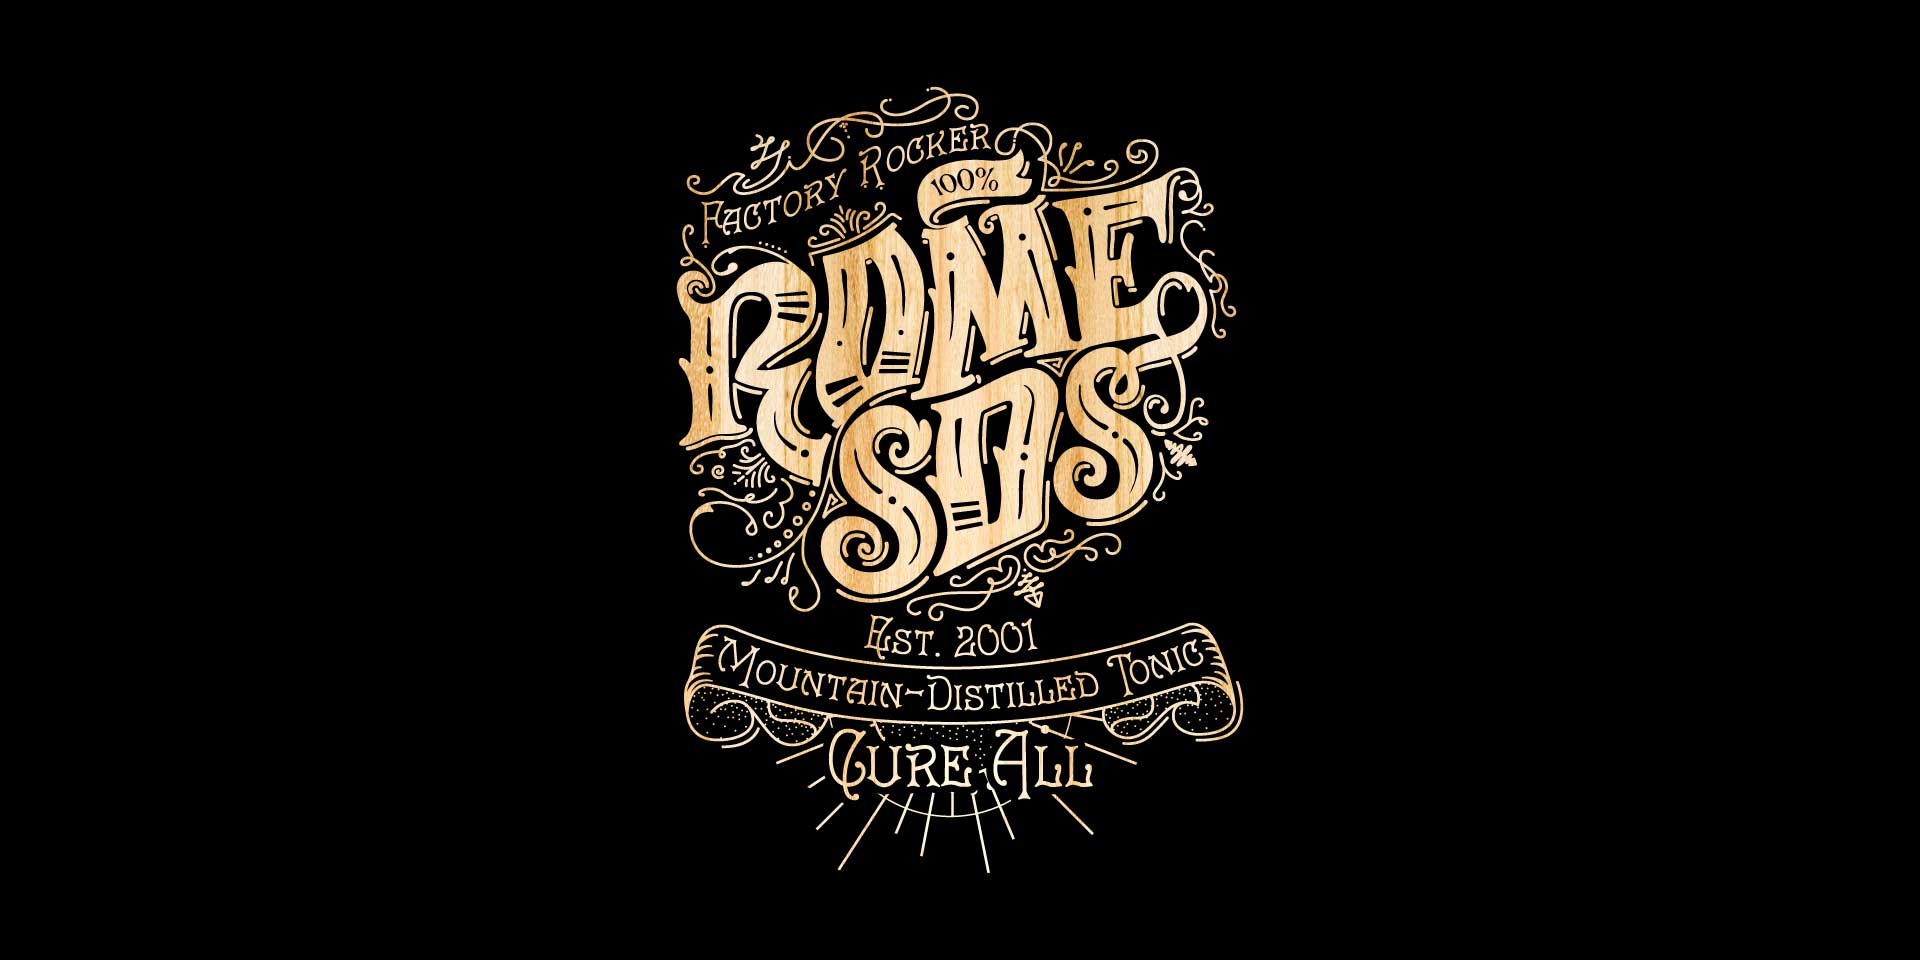 Factory Rocker
100%
ROME
SDS
Est. 2001
Mountain-Distilled Tonic
Cure All